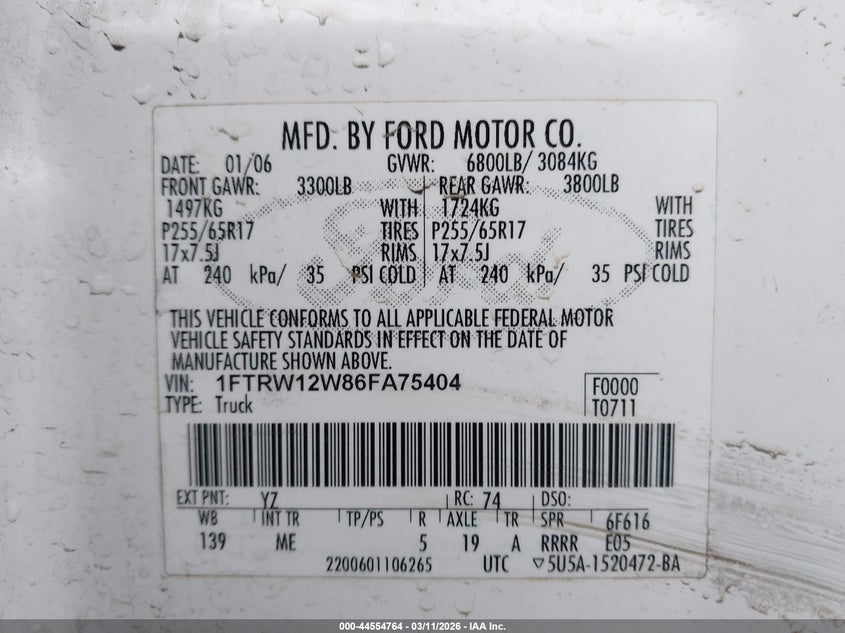 MFD. BY FORD MOTOR CO.
DATE: 01/06 GVWR: 6800LB/ 3084KG
FRONT GAWR: 3300LB REAR GAWR: 3800LB
1497KG WITH 1724KG WITH
P255/65R17 TIRES P255/65R17 TIRES
17x7.5J RIMS 17x7.5J RIMS
AT 240 kPa/ 35 PSI COLD AT 240 kPa/ 35 PSI COLD
Ford
THIS VEHICLE CONFORMS TO ALL APPLICABLE FEDERAL MOTOR
VEHICLE SAFETY STANDARDS IN EFFECT ON THE DATE OF
MANUFACTURE SHOWN ABOVE.
VIN: 1FTRW12W86FA75404 F0000
TYPE: Truck T0711
EXT PNT: YZ RC: 74 DSO:
WB INT TR TP/PS R AXLE TR SPR 6F616
139 ME 5 19 A RRRR E05
2200601106265 UTC ▽5U5A-1520472-BA
000-44554764 - 03/11/2026 - IAA Inc.